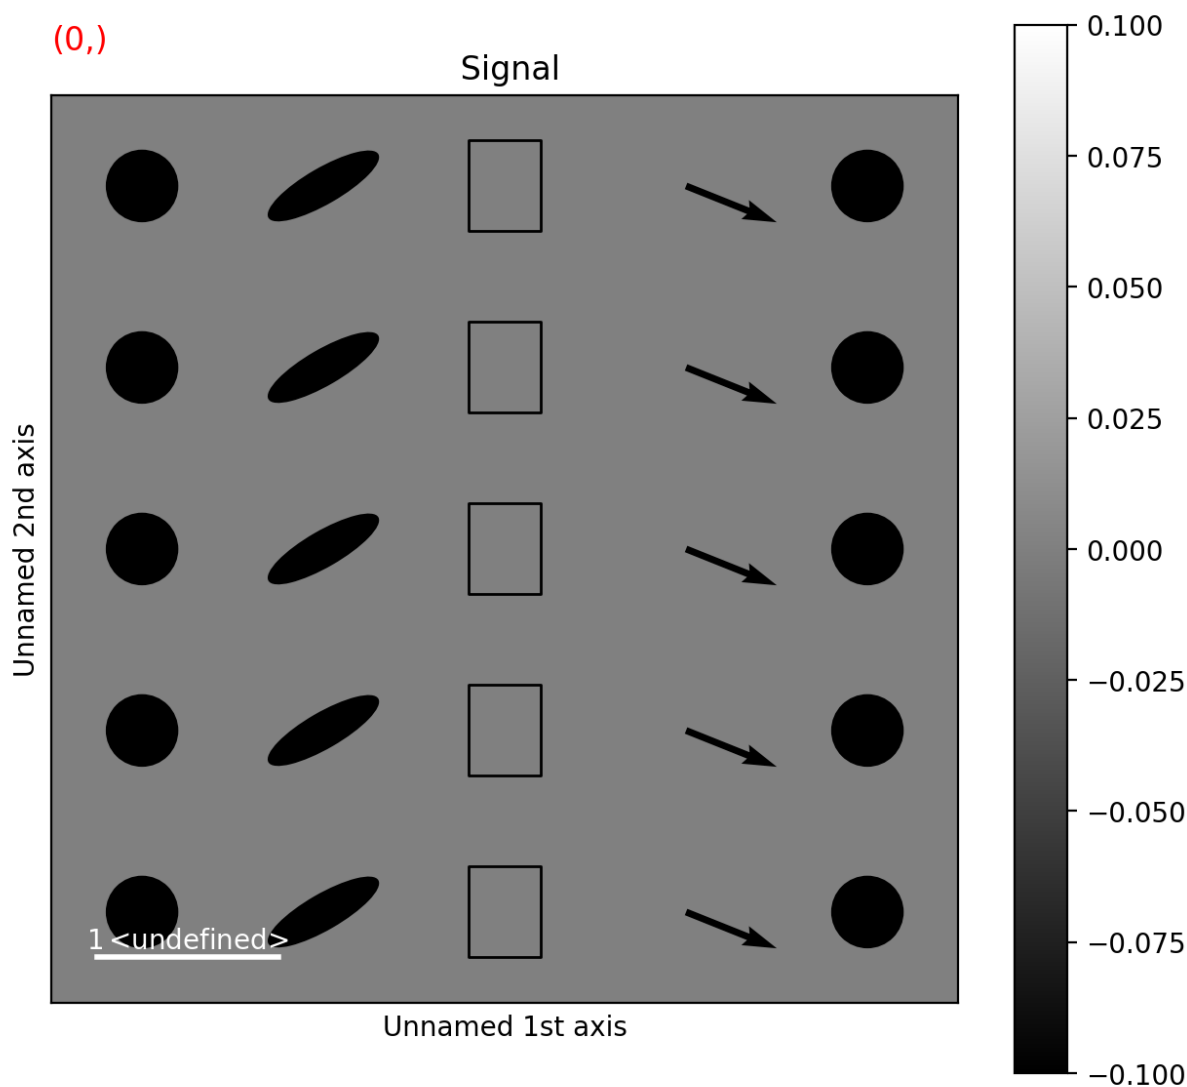 (0,)
Signal
Unnamed 2nd axis
1 <undefined>
Unnamed 1st axis
0.100
0.075
0.050
0.025
0.000
−0.025
−0.050
−0.075
−0.100